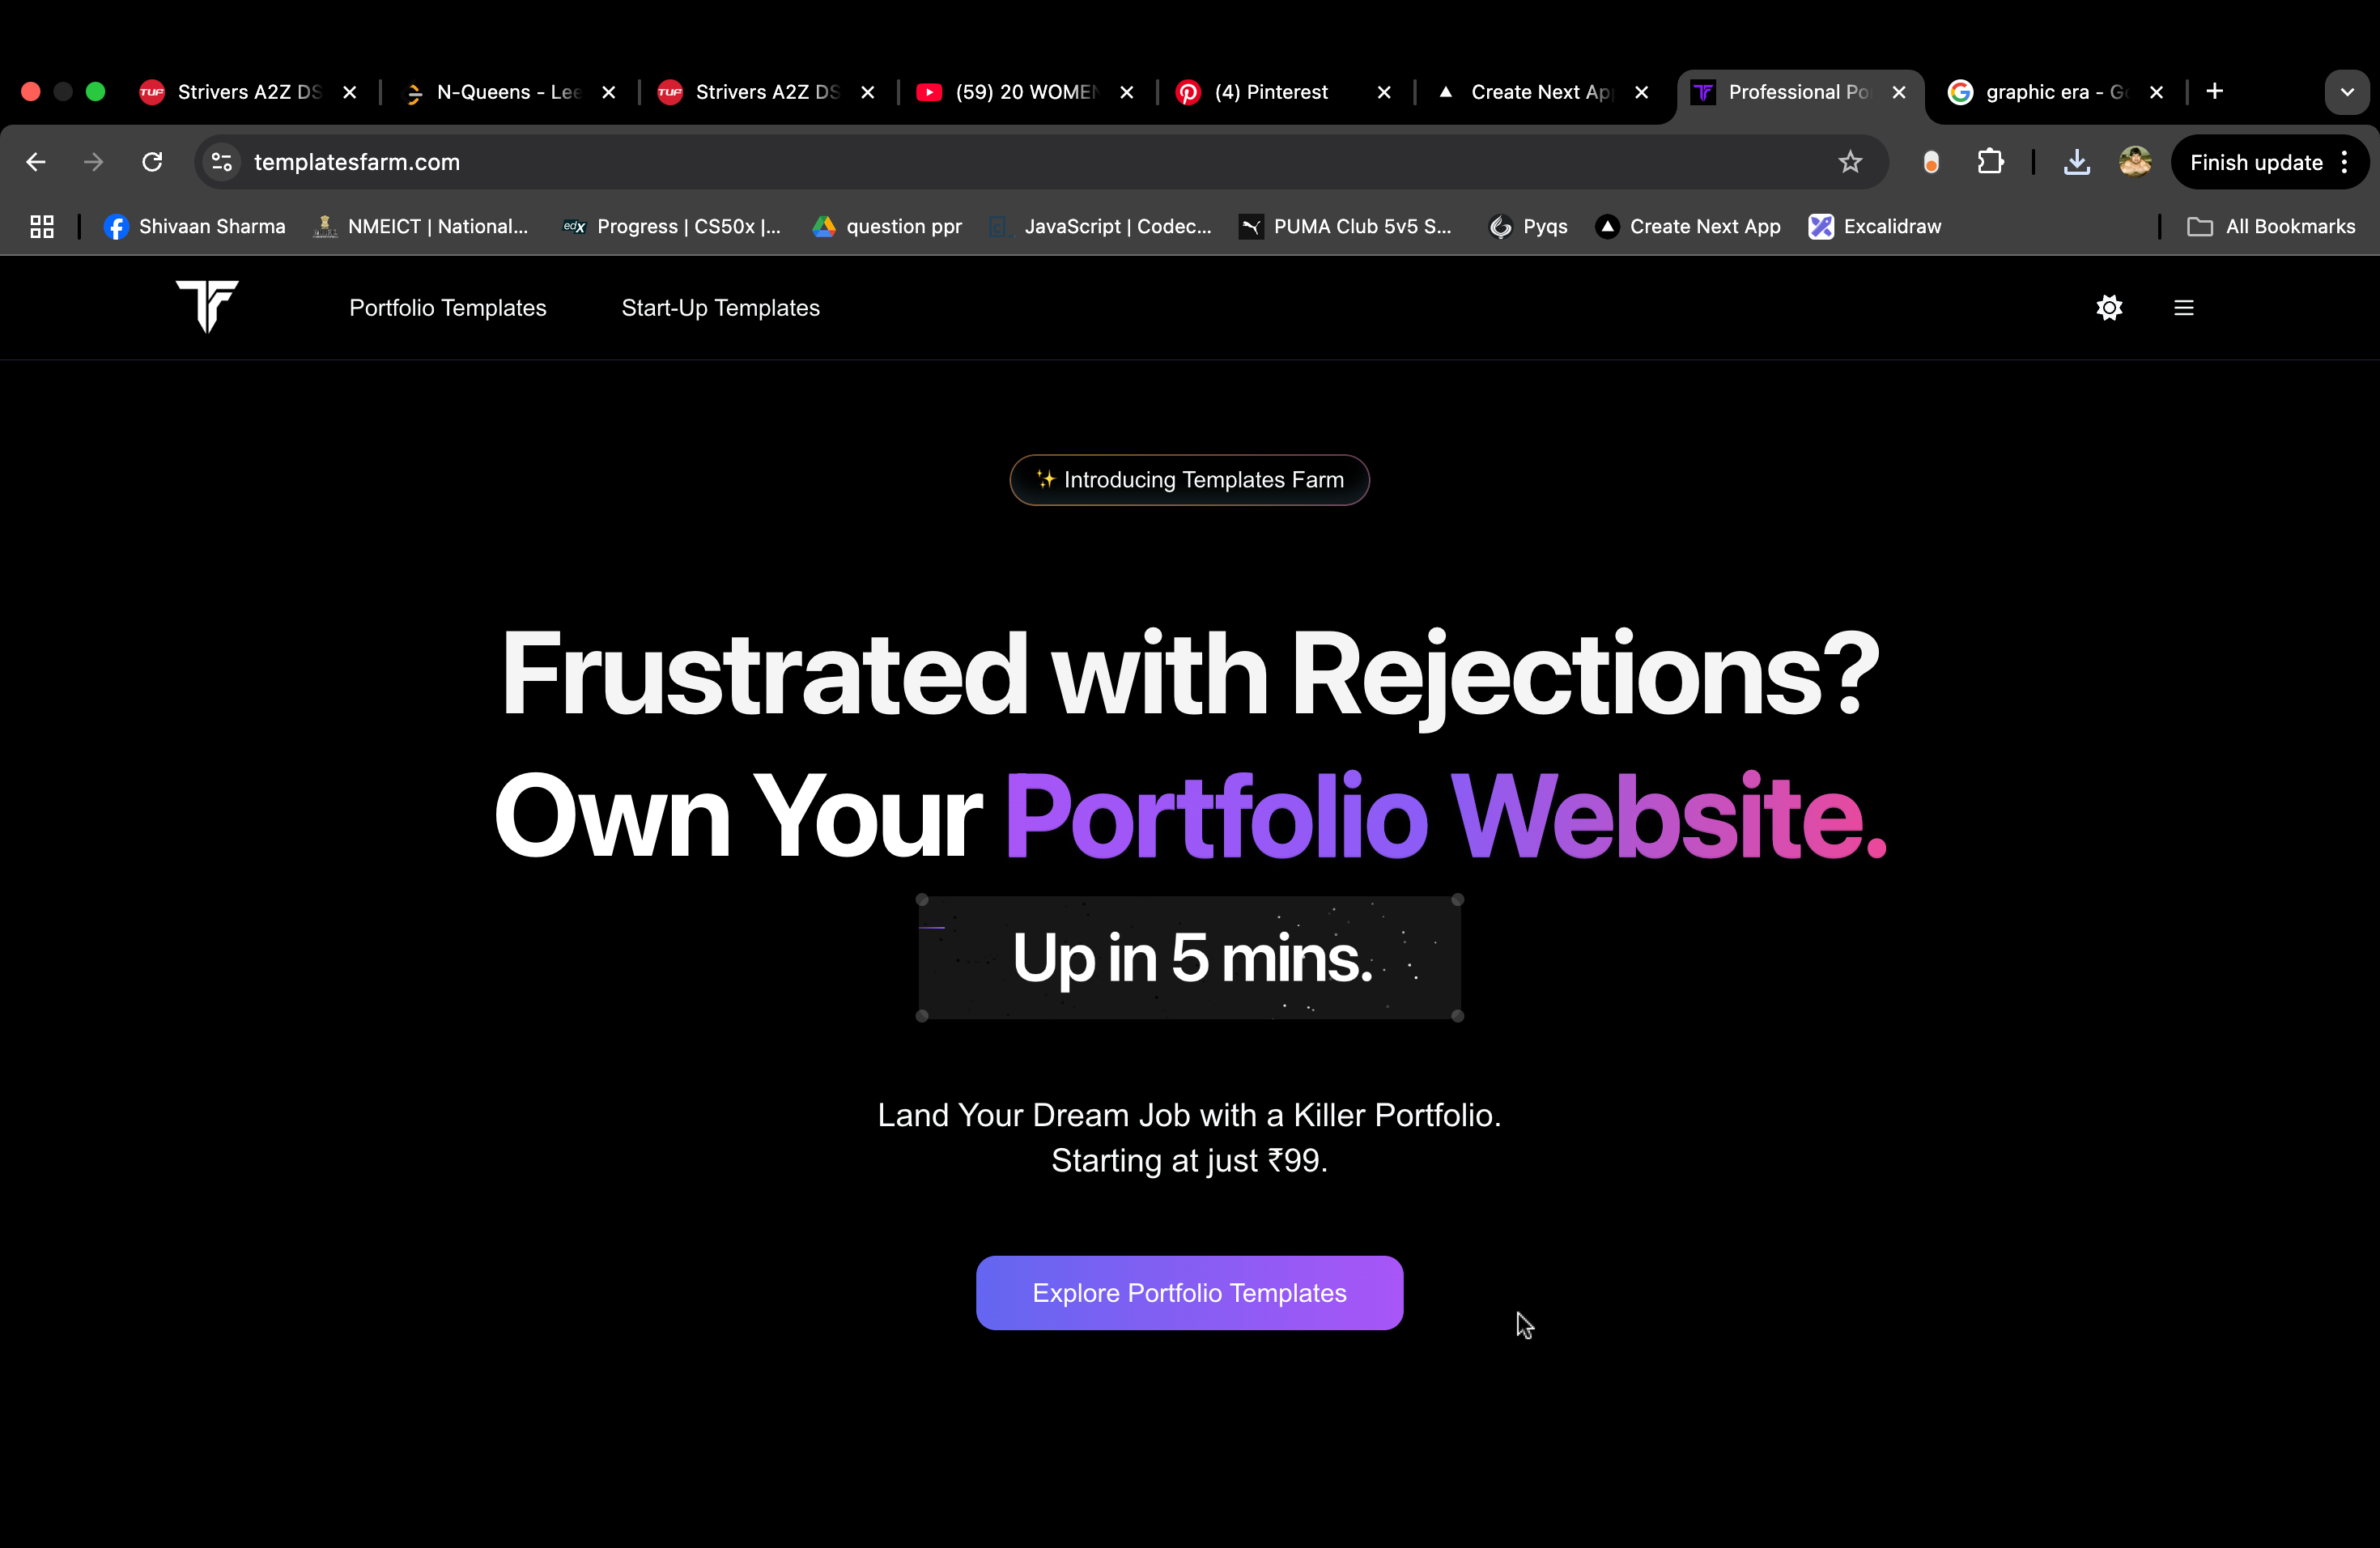 Strivers A2Z DS
N-Queens - Lee
Strivers A2Z DS
(59) 20 WOMEN
(4) Pinterest
Create Next Ap
Professional Po
graphic era - G
templatesfarm.com
Finish update
Shivaan Sharma
NMEICT | National...
Progress | CS50x |...
question ppr
JavaScript | Codec...
PUMA Club 5v5 S...
Pyqs
Create Next App
Excalidraw
All Bookmarks
TF
Portfolio Templates
Start-Up Templates
✨ Introducing Templates Farm
Frustrated with Rejections?
Own Your Portfolio Website.
Up in 5 mins.
Land Your Dream Job with a Killer Portfolio.
Starting at just ₹99.
Explore Portfolio Templates